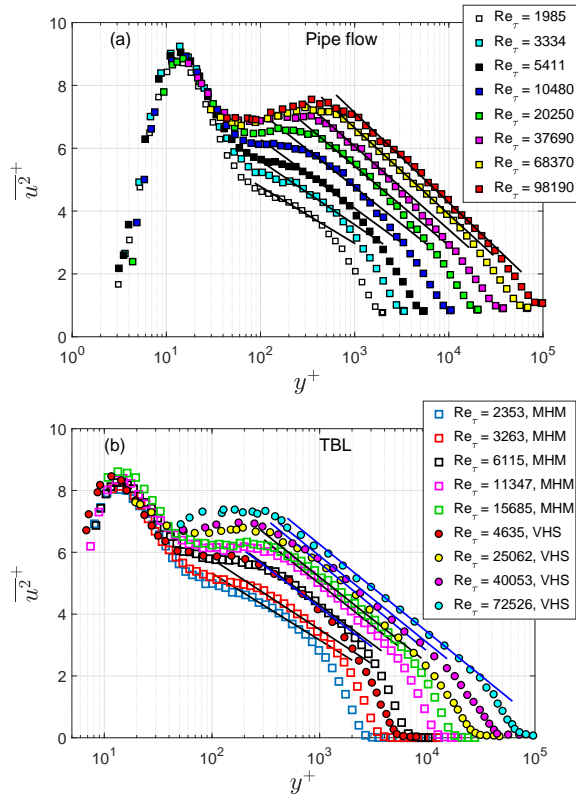 (a)
Pipe flow
10
8
6
4
2
0
10⁰
10¹
10²
10³
10⁴
10⁵
y⁺
u²⁺
Re_τ = 1985
Re_τ = 3334
Re_τ = 5411
Re_τ = 10480
Re_τ = 20250
Re_τ = 37690
Re_τ = 68370
Re_τ = 98190
(b)
TBL
10
8
6
4
2
0
10¹
10²
10³
10⁴
10⁵
y⁺
u²⁺
Re_τ = 2353, MHM
Re_τ = 3263, MHM
Re_τ = 6115, MHM
Re_τ = 11347, MHM
Re_τ = 15685, MHM
Re_τ = 4635, VHS
Re_τ = 25062, VHS
Re_τ = 40053, VHS
Re_τ = 72526, VHS